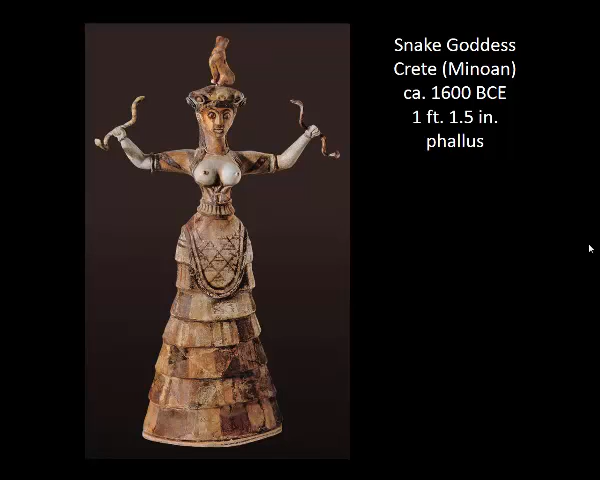 Snake Goddess
Crete (Minoan)
ca. 1600 BCE
1 ft. 1.5 in.
phallus